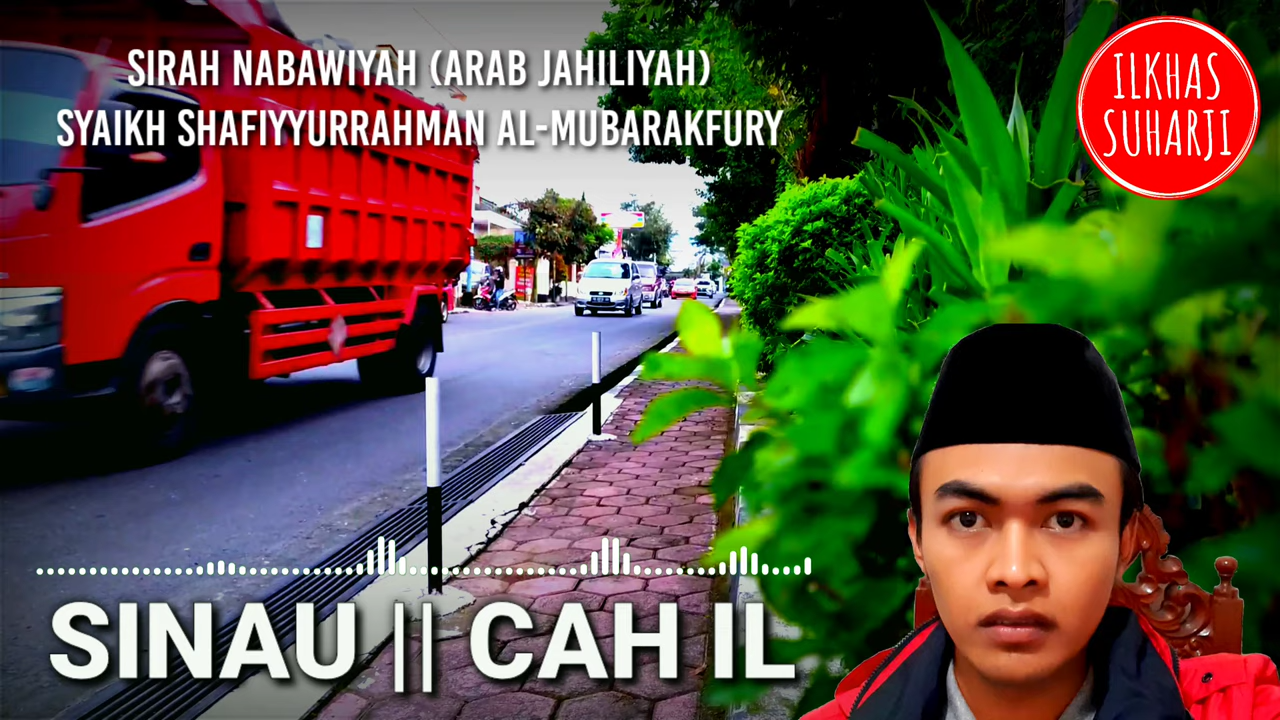 SIRAH NABAWIYAH (ARAB JAHILIYAH)
SYAIKH SHAFIYYURRAHMAN AL-MUBARAKFURY
ILKHAS
SUHARJI
SINAU || CAH IL